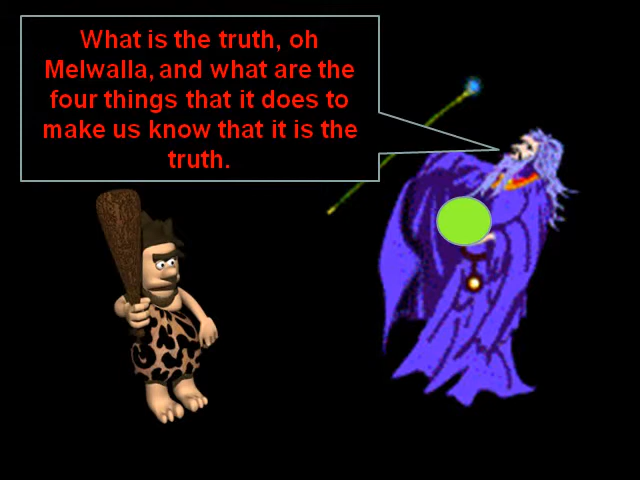 What is the truth, oh
Melwalla, and what are the
four things that it does to
make us know that it is the
truth.